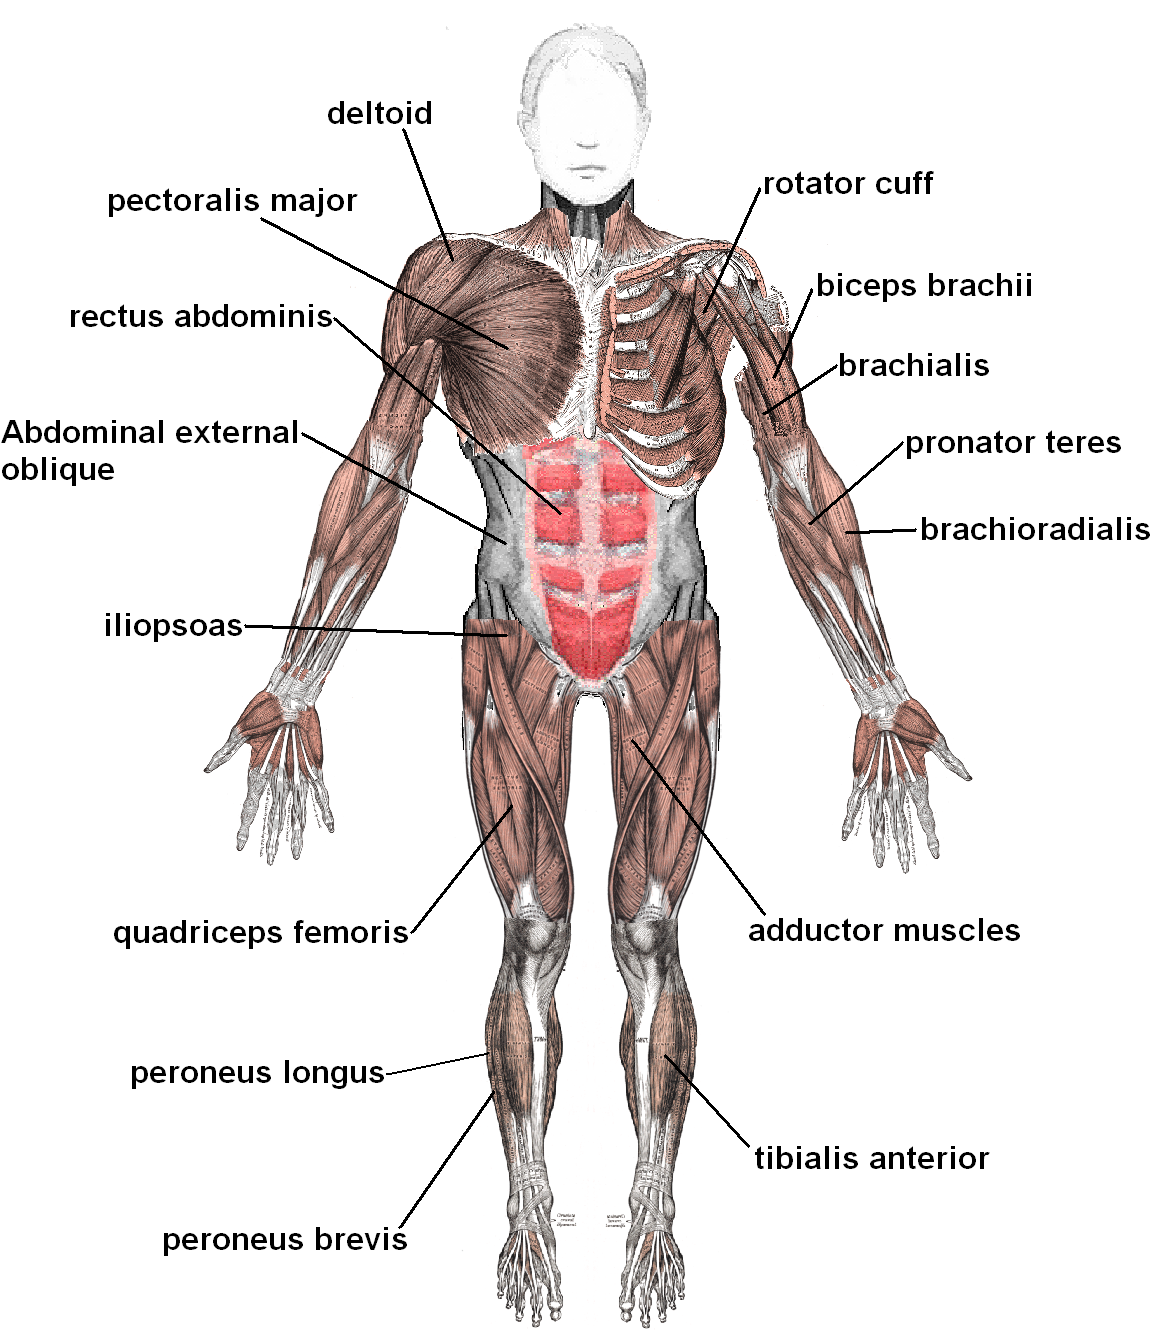 deltoid
pectoralis major
rotator cuff
rectus abdominis
biceps brachii
brachialis
Abdominal external
oblique
pronator teres
brachioradialis
iliopsoas
quadriceps femoris
adductor muscles
peroneus longus
tibialis anterior
peroneus brevis